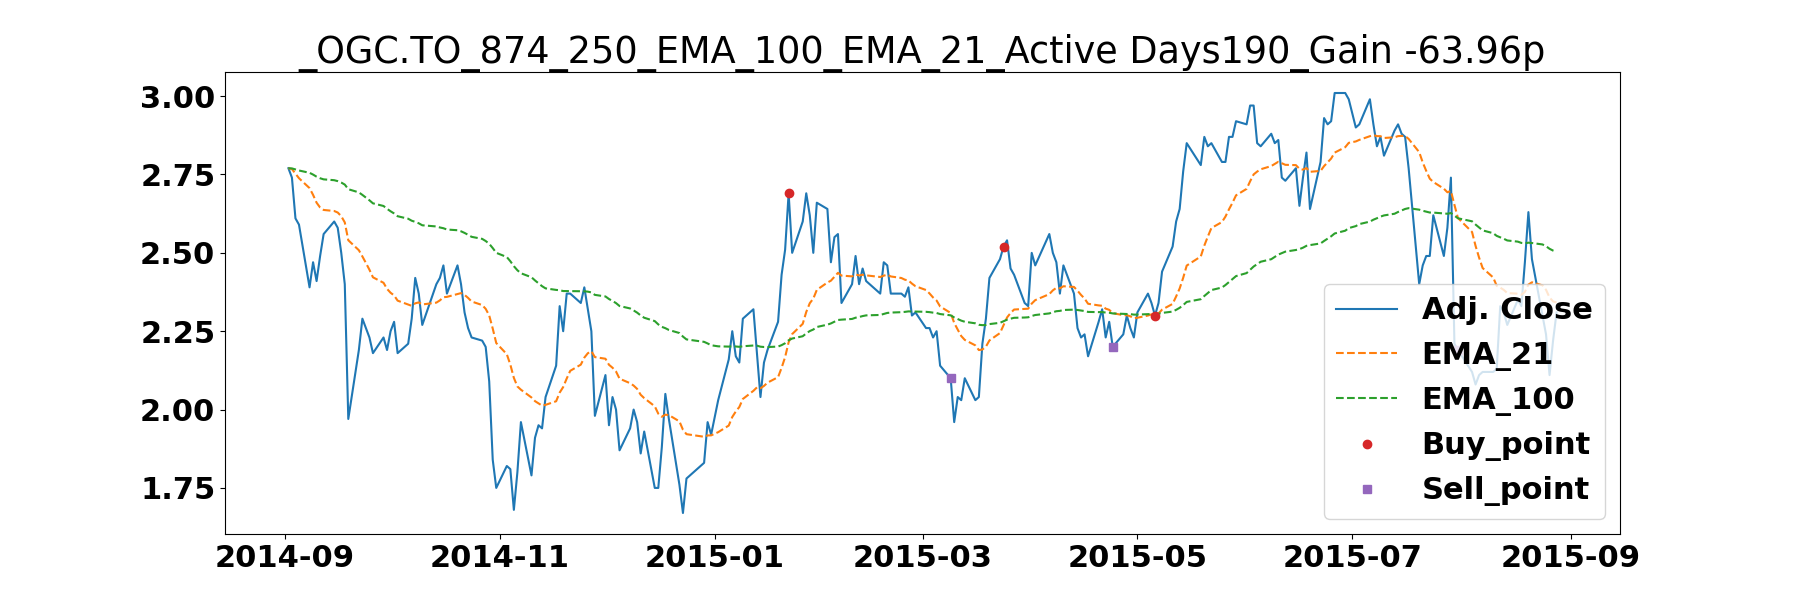 _OGC.TO_874_250_EMA_100_EMA_21_Active Days190_Gain -63.96p
3.00
2.75
2.50
2.25
2.00
1.75
2014-09 2014-11 2015-01 2015-03 2015-05 2015-07 2015-09
Adj. Close
EMA_21
EMA_100
Buy_point
Sell_point